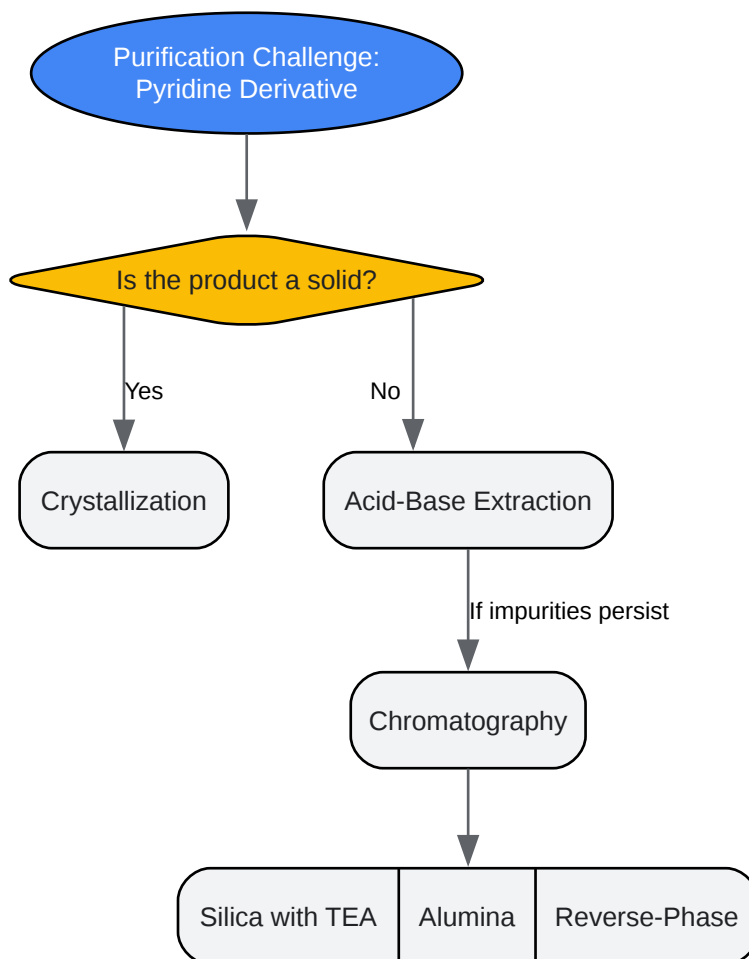 Purification Challenge:
Pyridine Derivative
Is the product a solid?
Yes
No
Crystallization
Acid-Base Extraction
If impurities persist
Chromatography
Silica with TEA
Alumina
Reverse-Phase